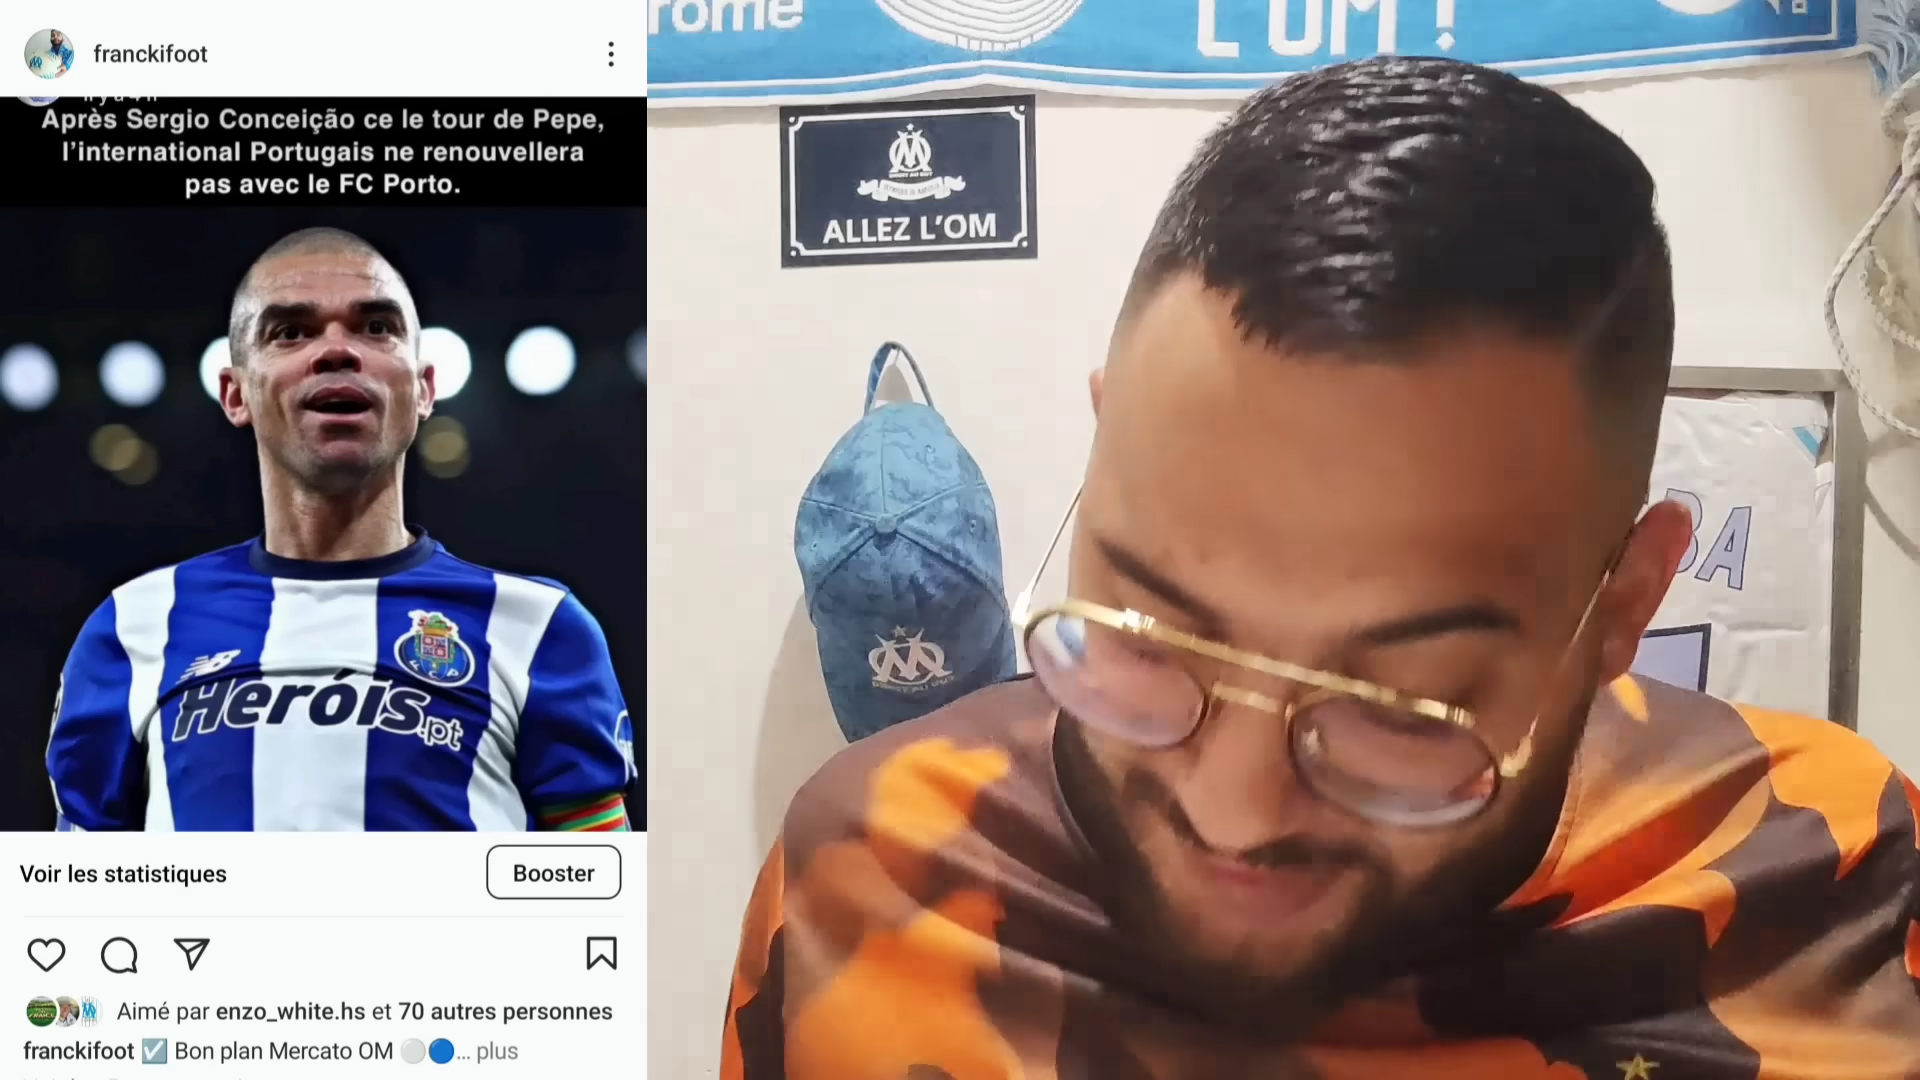 franckifoot
Après Sergio Conceição ce le tour de Pepe,
l'international Portugais ne renouvellera
pas avec le FC Porto.
Heróis.pt
Voir les statistiques
Booster
Aimé par enzo_white.hs et 70 autres personnes
franckifoot ☑️ Bon plan Mercato OM ⚪🔵... plus
L'OM !
ALLEZ L'OM
BA